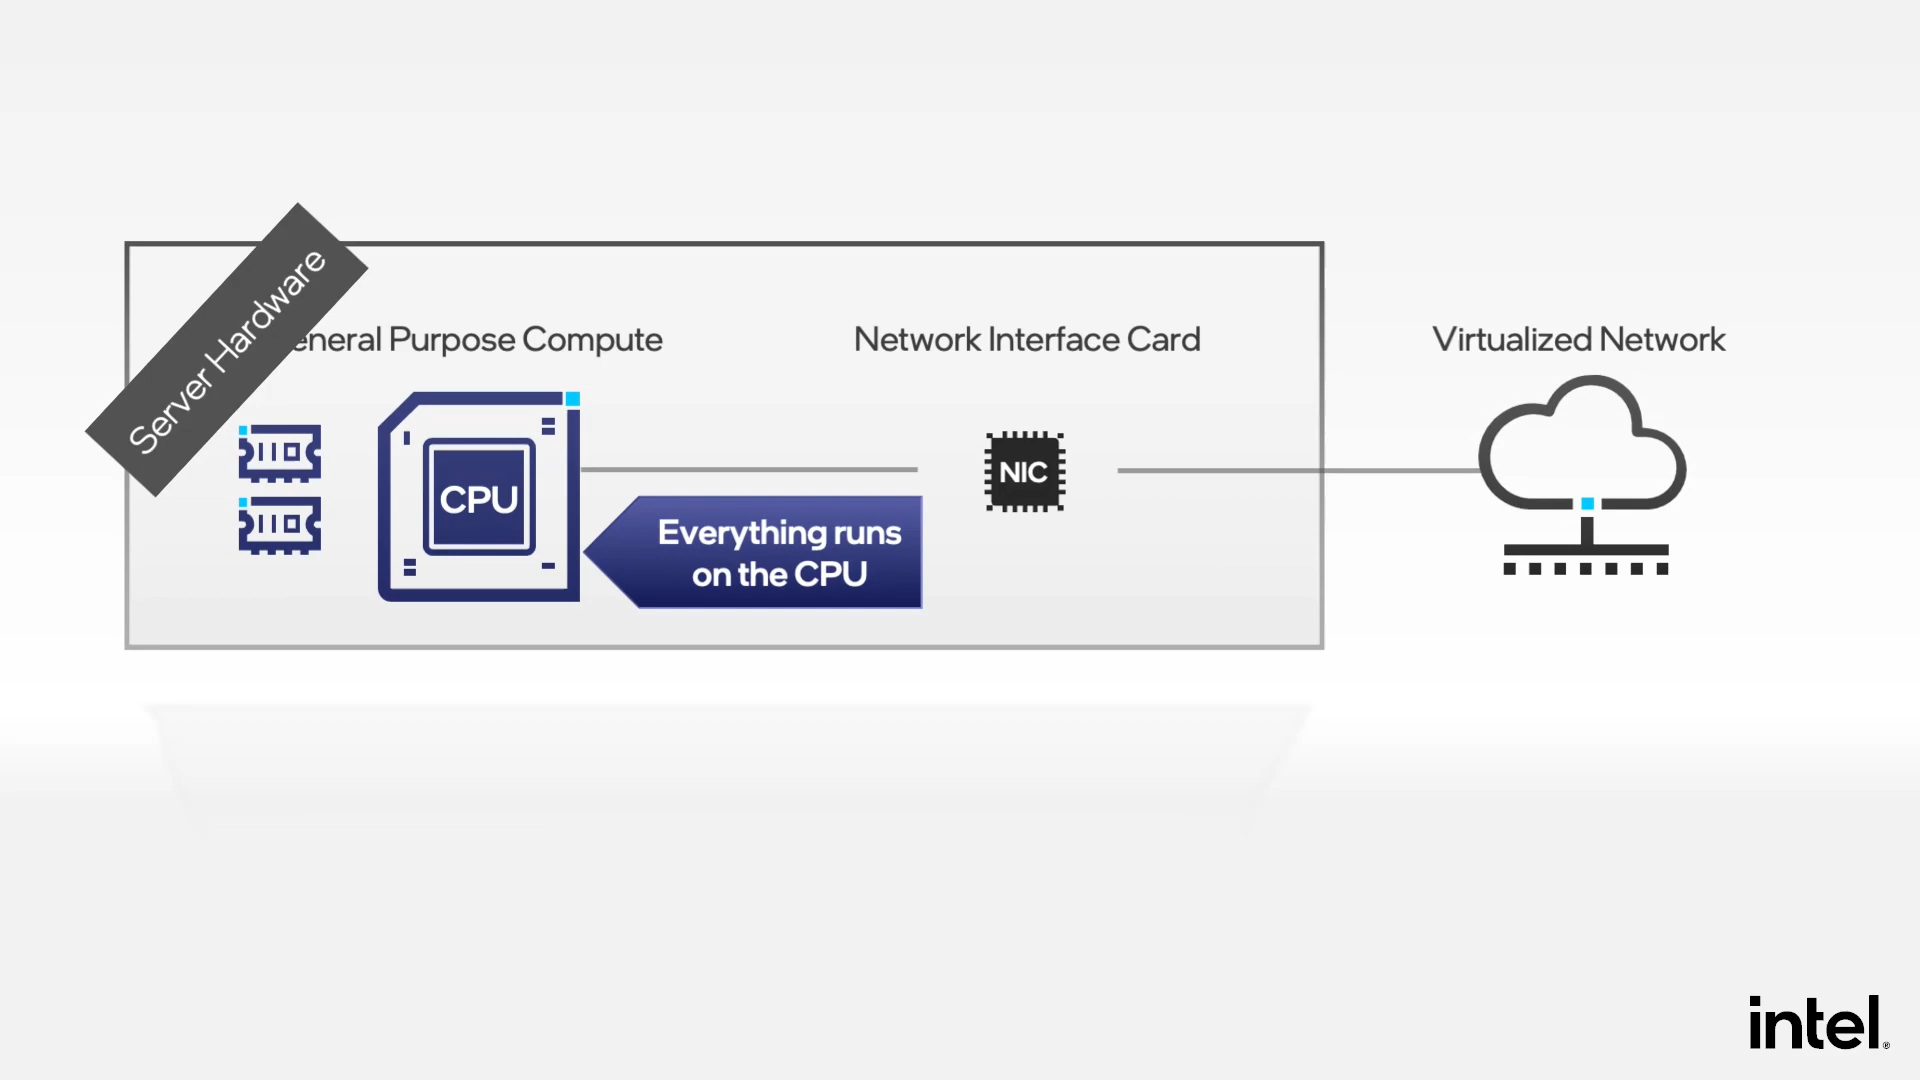 Server Hardware
eneral Purpose Compute
Network Interface Card
Virtualized Network
CPU
NIC
Everything runs
on the CPU
intel®